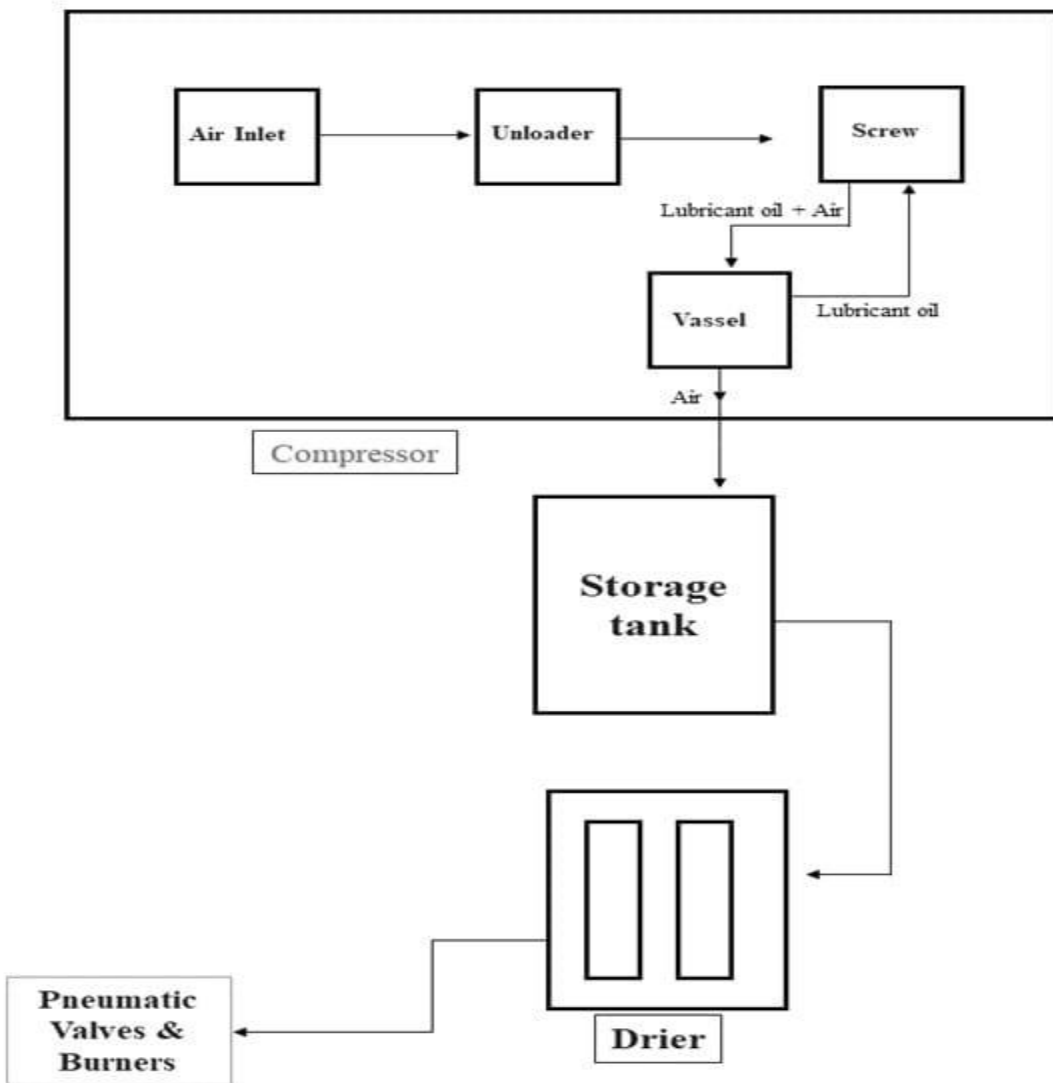 Air Inlet
Unloader
Screw
Lubricant oil + Air
Vassel
Lubricant oil
Air
Compressor
Storage
tank
Drier
Pneumatic
Valves &
Burners